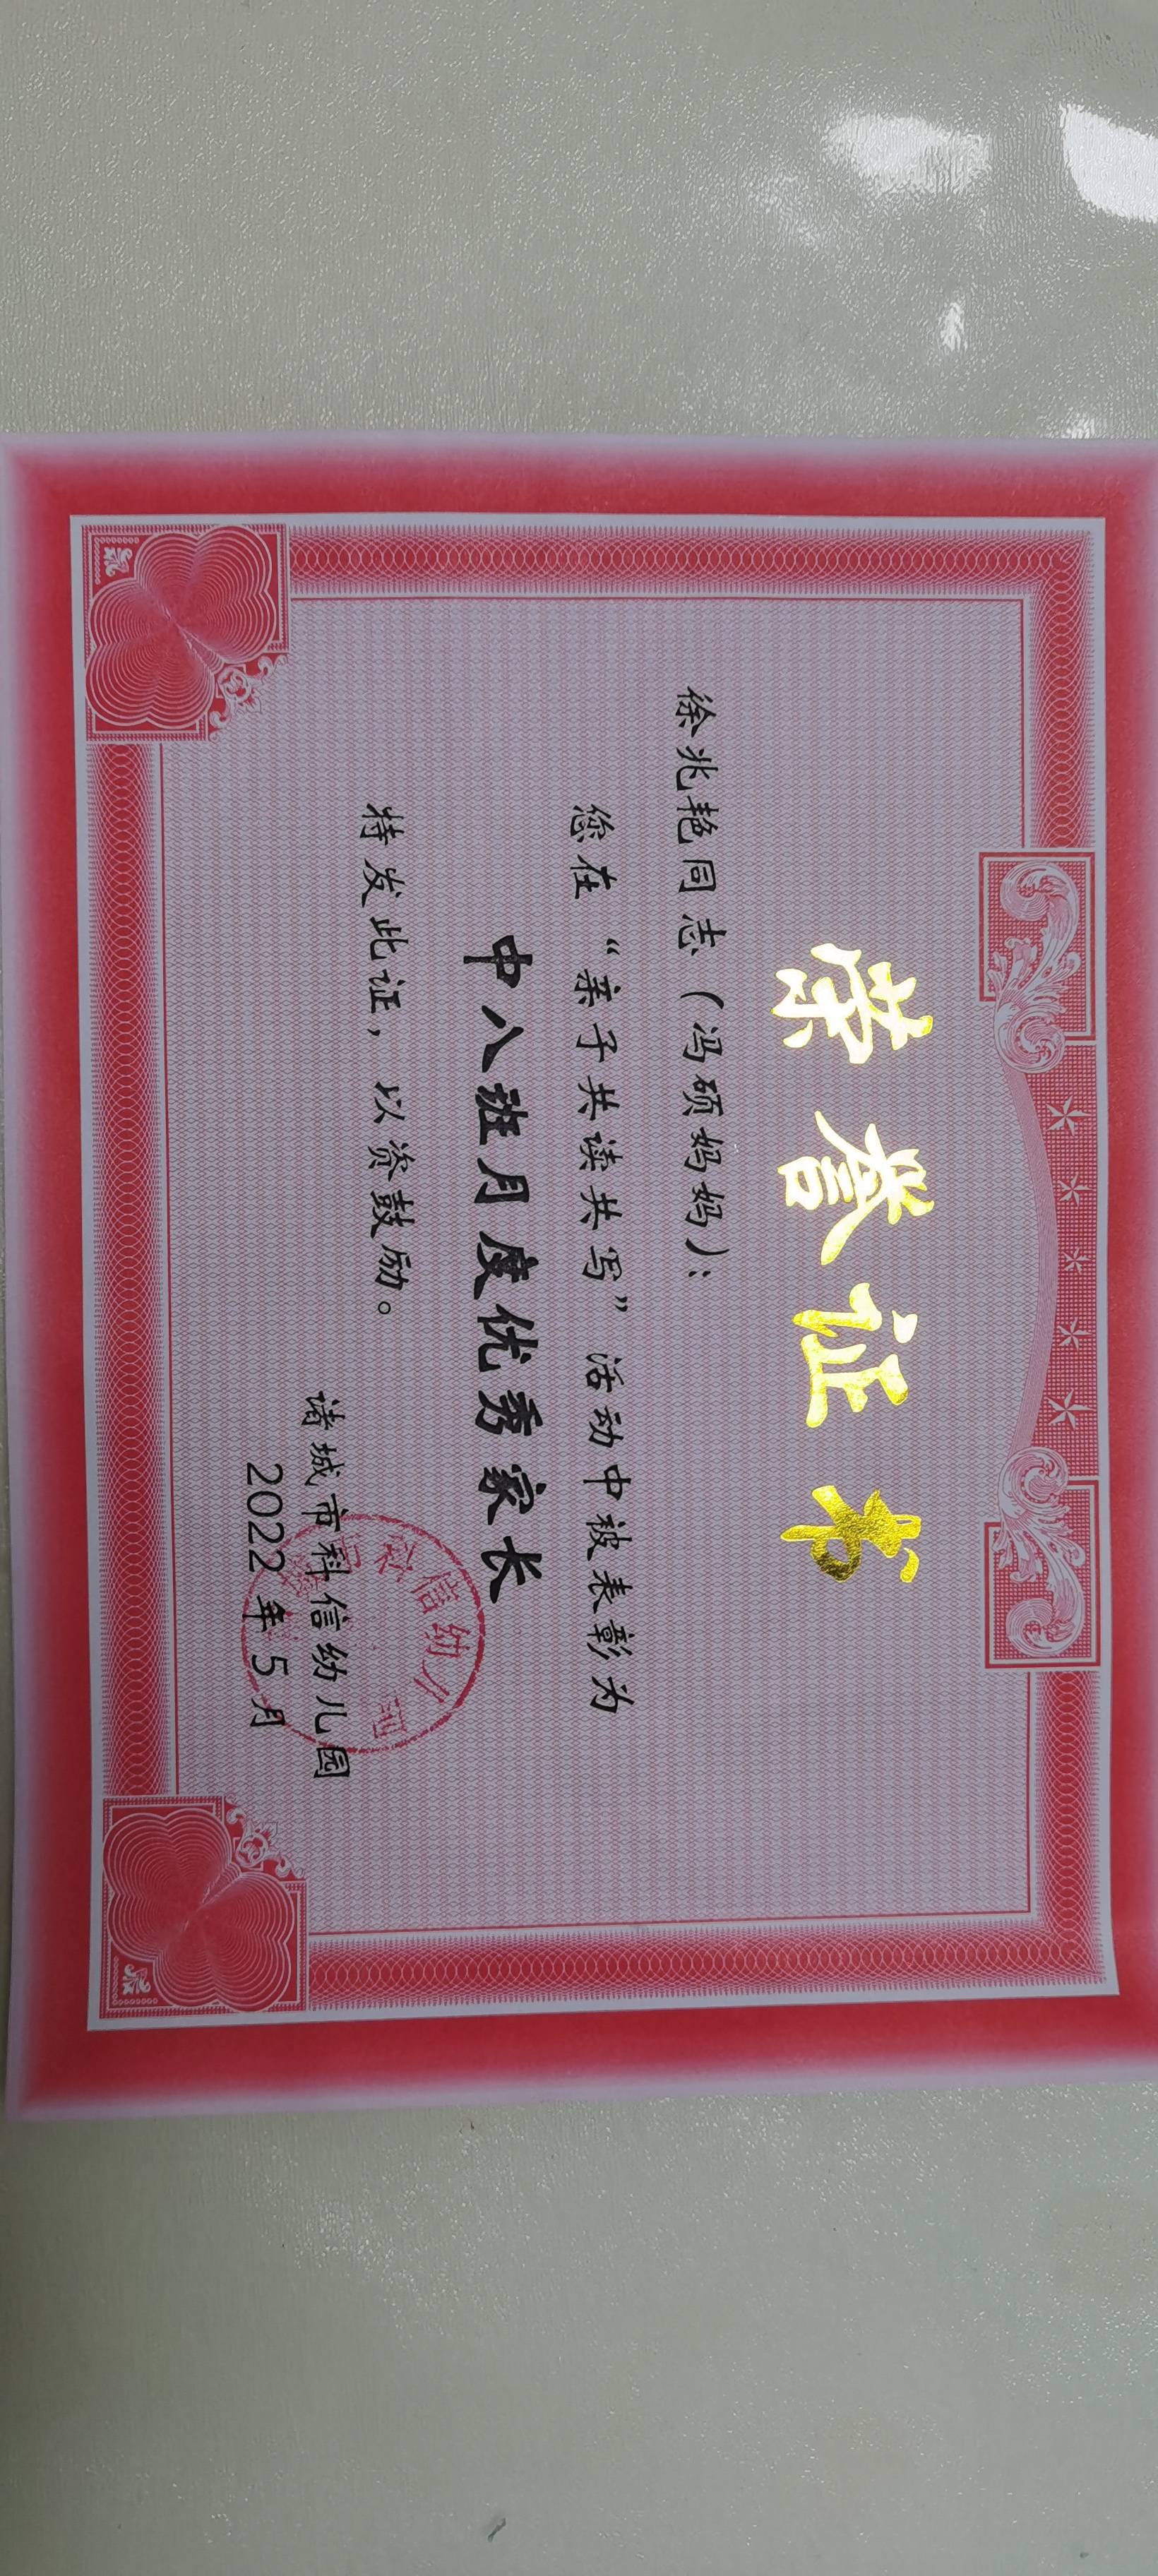 荣誉证书
徐兆艳同志（冯硕妈妈）：
您在“亲子共读共写”活动中被表彰为
中八班月度优秀家长
特发此证，以资鼓励。
诸城市科信幼儿园
2022年5月